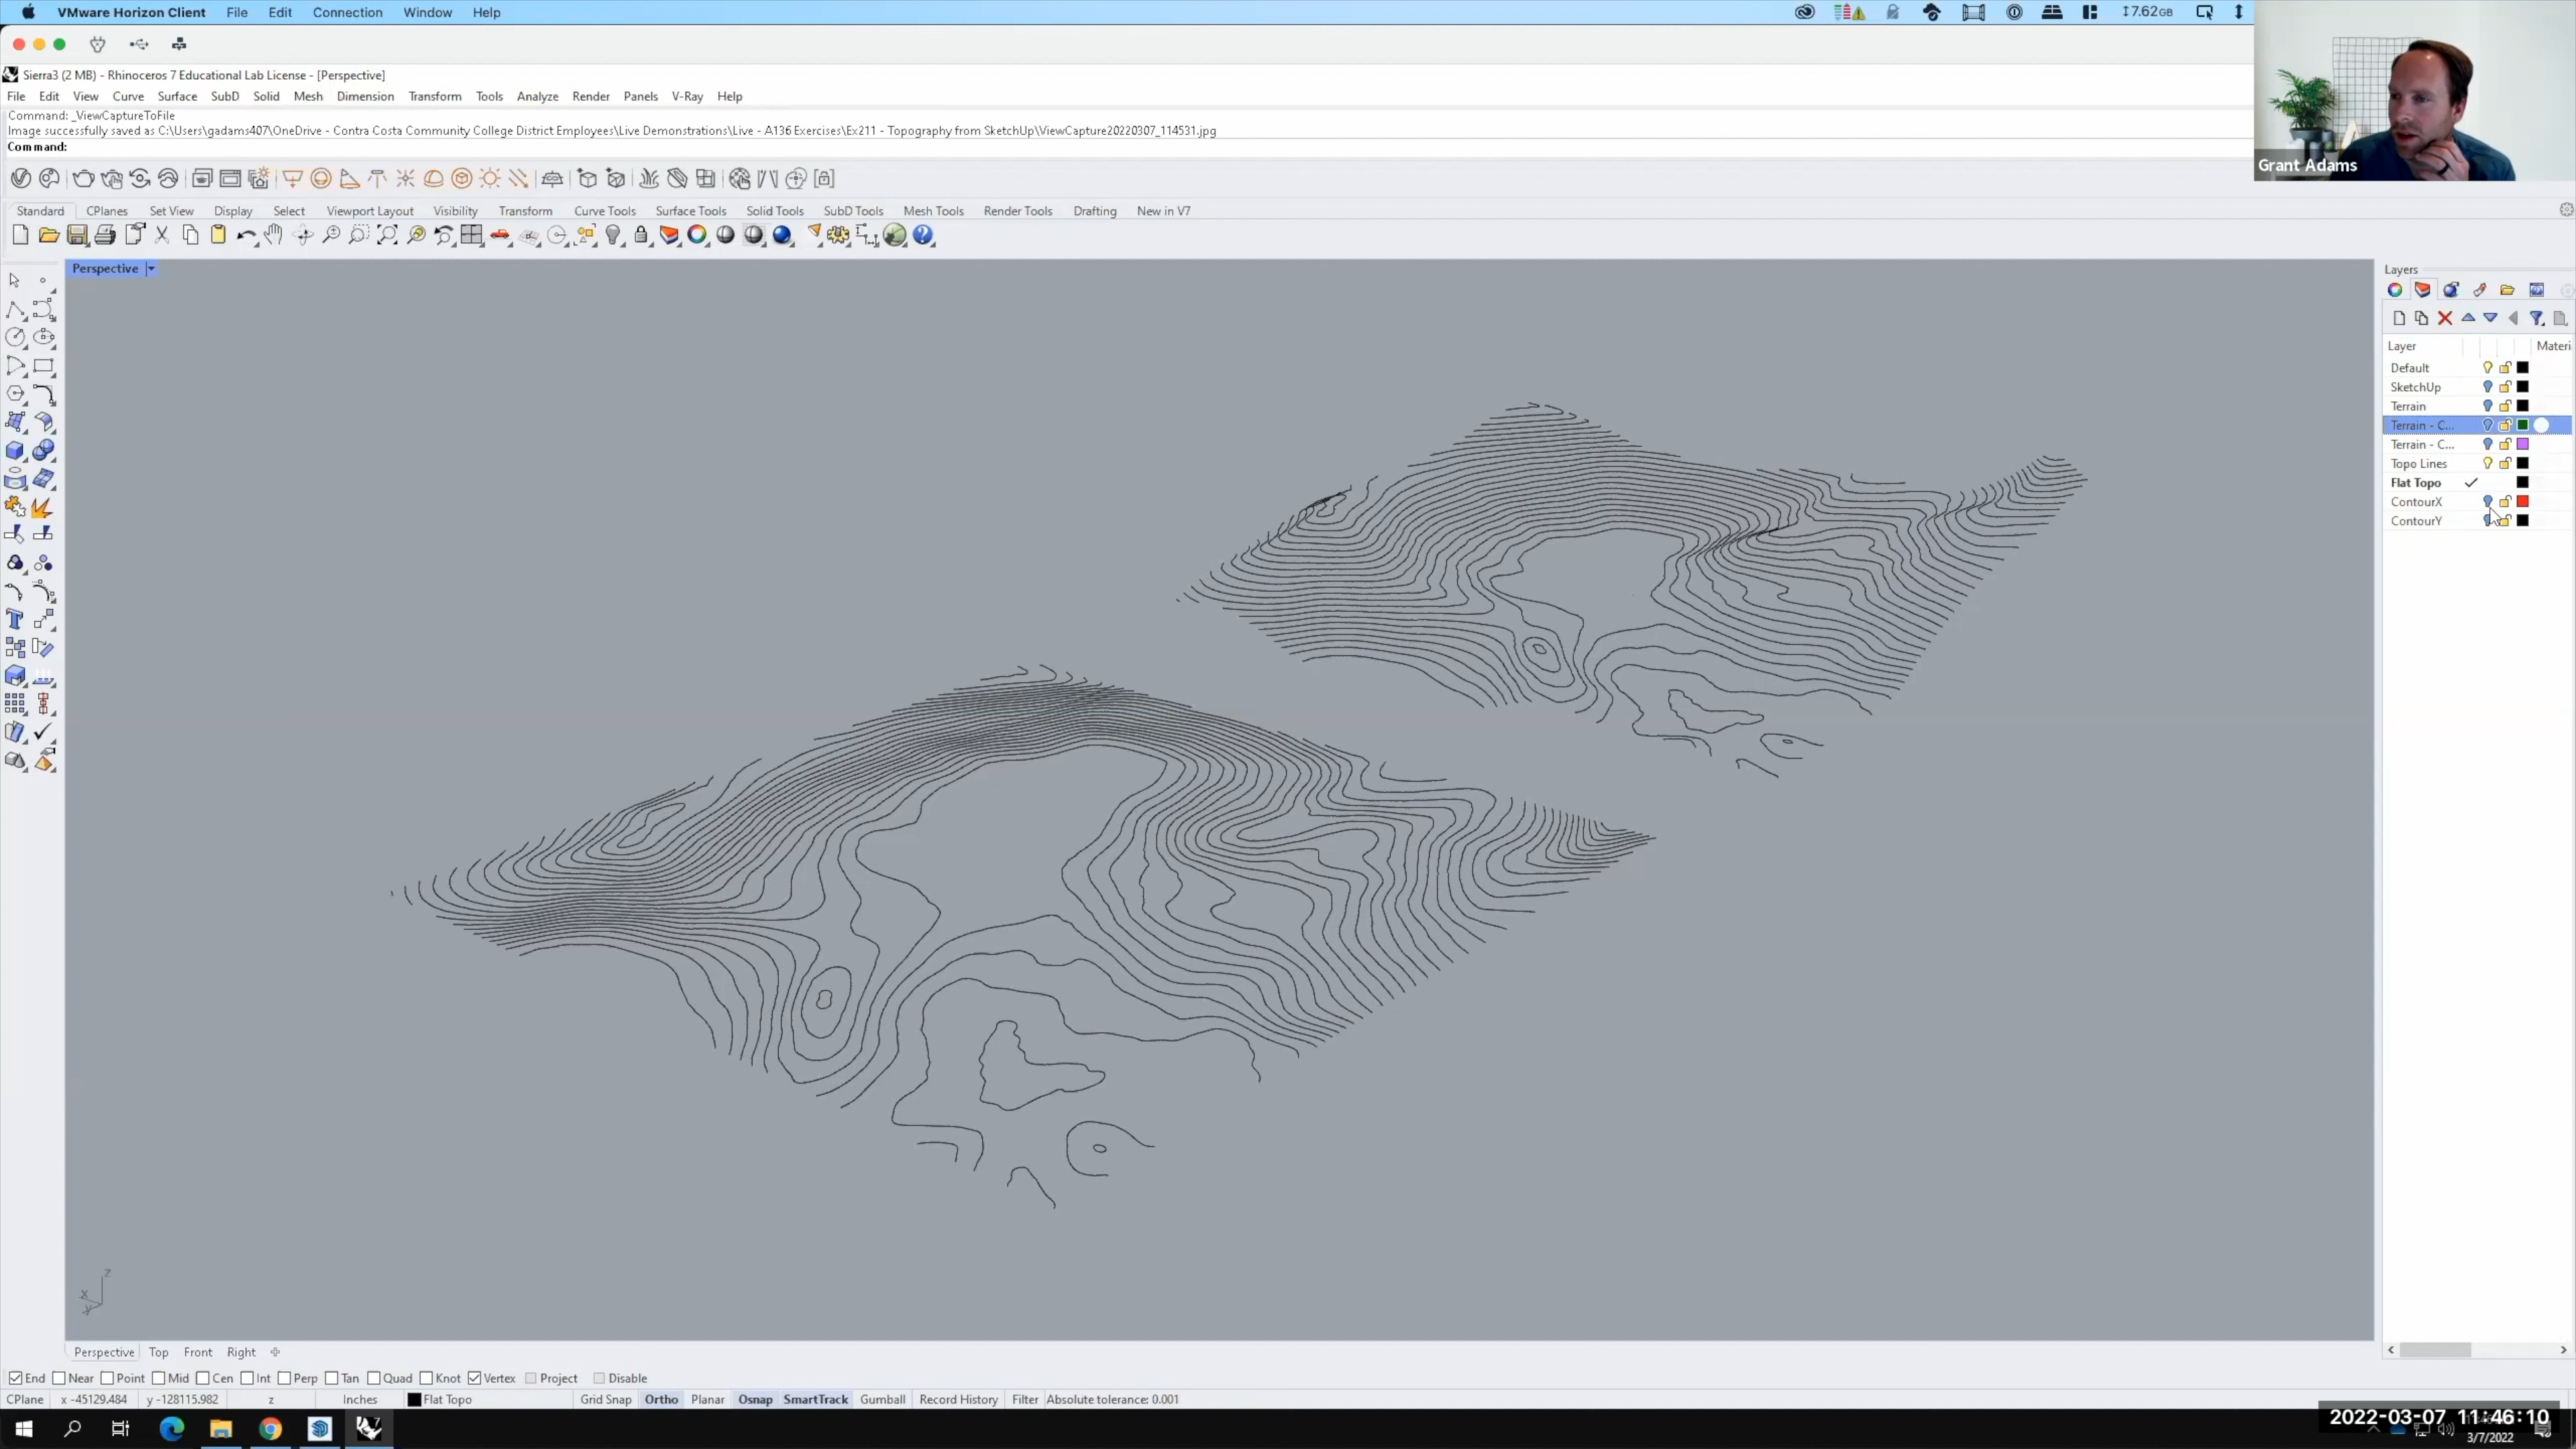 VMware Horizon Client File Edit Connection Window Help
7.62GB
Grant Adams
Sierra3 (2 MB) - Rhinoceros 7 Educational Lab License - [Perspective]
File Edit View Curve Surface SubD Solid Mesh Dimension Transform Tools Analyze Render Panels V-Ray Help
Command: _ViewCaptureToFile
Image successfully saved as C:\Users\gadams407\OneDrive - Contra Costa Community College District Employees\Live Demonstrations\Live - A136 Exercises\Ex211 - Topography from SketchUp\ViewCapture20220307_114531.jpg
Command:
Standard CPlanes Set View Display Select Viewport Layout Visibility Transform Curve Tools Surface Tools Solid Tools SubD Tools Mesh Tools Render Tools Drafting New in V7
Perspective
Layers
Layer Materi
Default
SketchUp
Terrain
Terrain - C...
Terrain - C...
Topo Lines
Flat Topo
ContourX
ContourY
z
x
y
Perspective Top Front Right
End Near Point Mid Cen Int Perp Tan Quad Knot Vertex Project Disable
CPlane x -45129.484 y -128115.982 z Inches Flat Topo Grid Snap Ortho Planar Osnap SmartTrack Gumball Record History Filter Absolute tolerance: 0.001
2022-03-07 11:46:10
3/7/2022